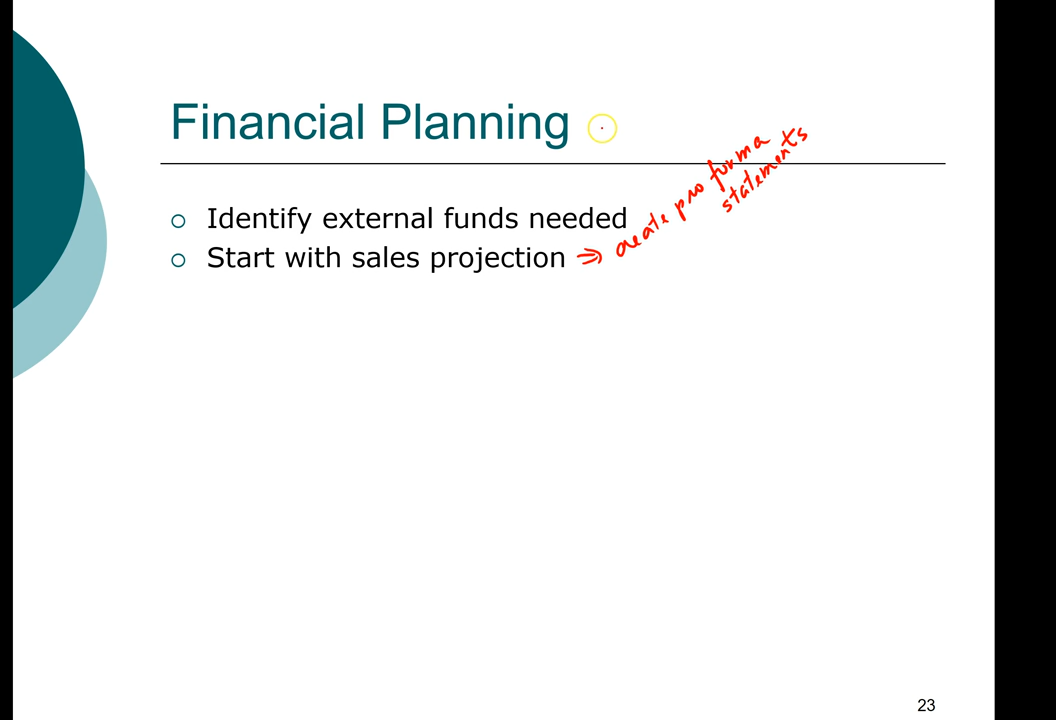 Financial Planning
Identify external funds needed
Start with sales projection ⇒ create pro forma
statements
23